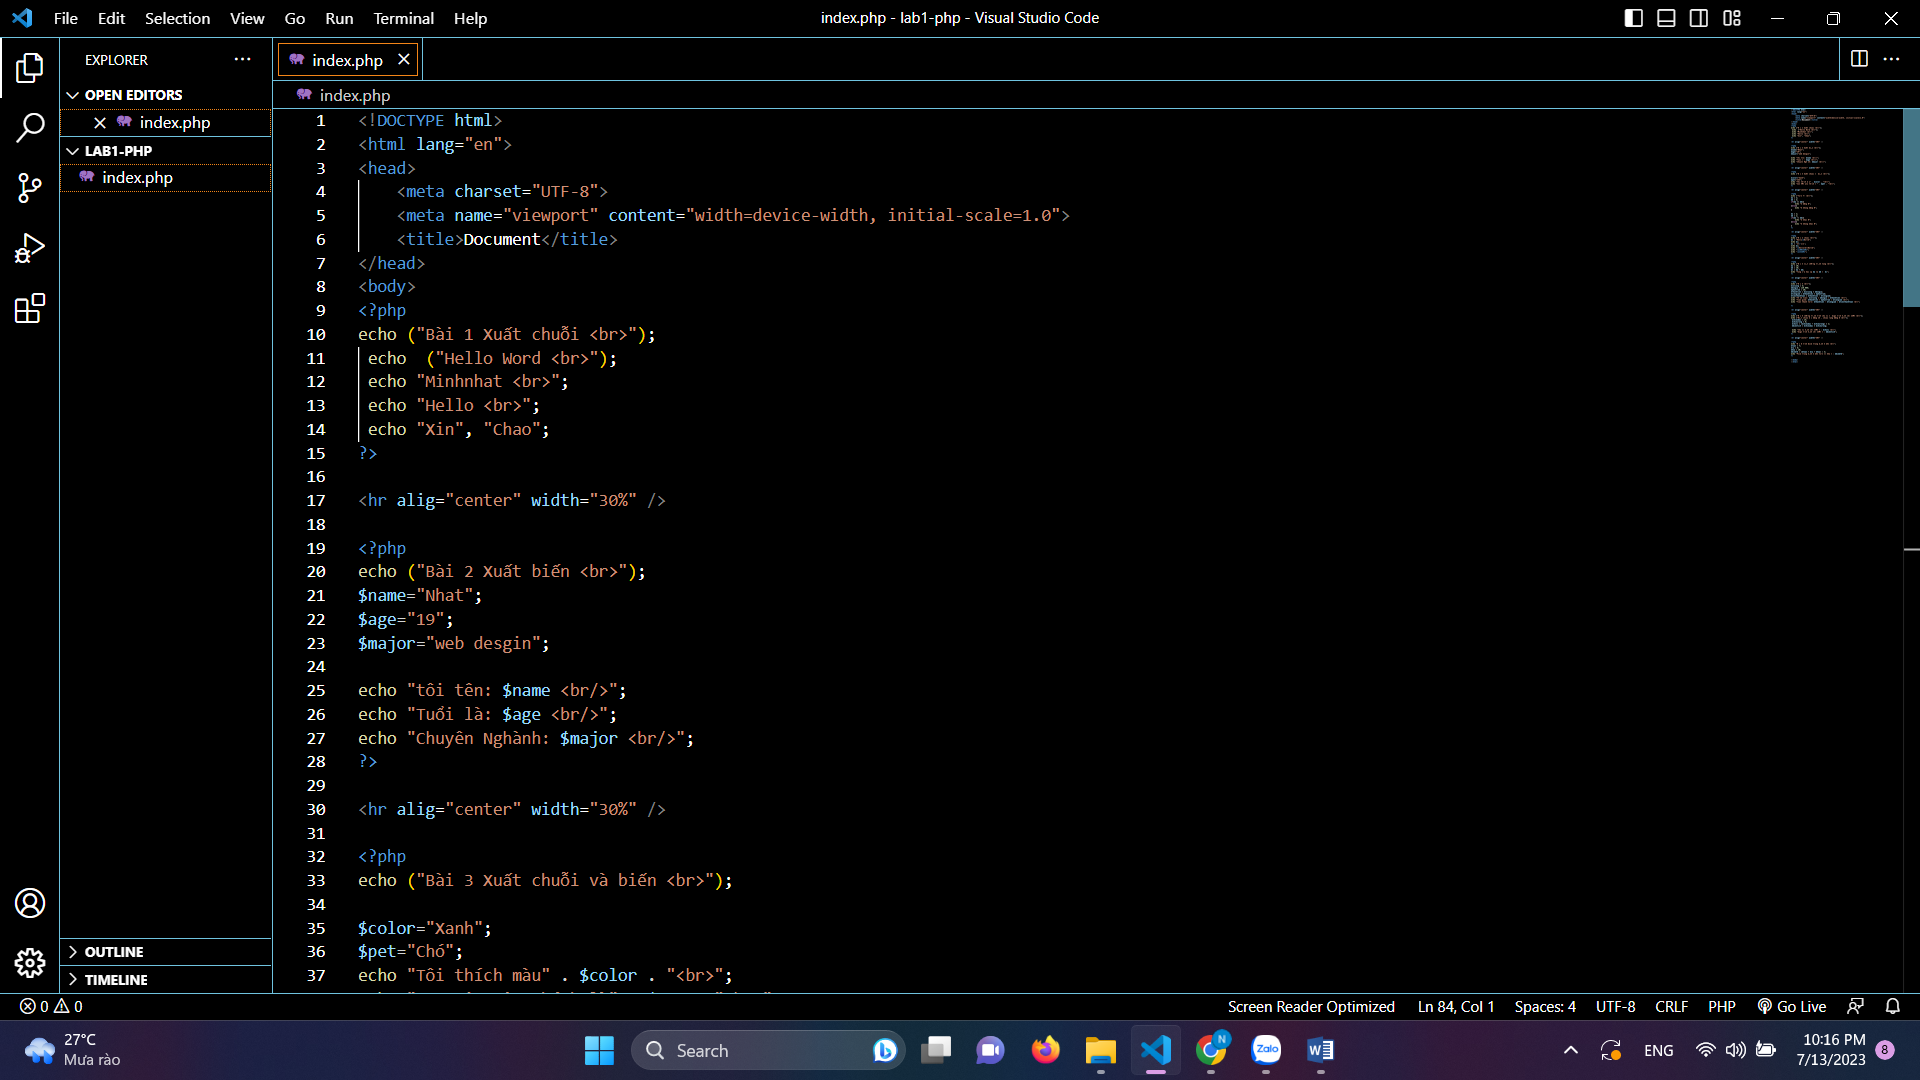 File Edit Selection View Go Run Terminal Help
index.php - lab1-php - Visual Studio Code
EXPLORER
OPEN EDITORS
index.php
LAB1-PHP
index.php
OUTLINE
TIMELINE
index.php
index.php
1 <!DOCTYPE html>
2 <html lang="en">
3 <head>
4 <meta charset="UTF-8">
5 <meta name="viewport" content="width=device-width, initial-scale=1.0">
6 <title>Document</title>
7 </head>
8 <body>
9 <?php
10 echo ("Bài 1 Xuất chuỗi <br>");
11 echo  ("Hello Word <br>");
12 echo "Minhnhat <br>";
13 echo "Hello <br>";
14 echo "Xin", "Chao";
15 ?>
16
17 <hr alig="center" width="30%" />
18
19 <?php
20 echo ("Bài 2 Xuất biến <br>");
21 $name="Nhat";
22 $age="19";
23 $major="web desgin";
24
25 echo "tôi tên: $name <br/>";
26 echo "Tuổi là: $age <br/>";
27 echo "Chuyên Nghành: $major <br/>";
28 ?>
29
30 <hr alig="center" width="30%" />
31
32 <?php
33 echo ("Bài 3 Xuất chuỗi và biến <br>");
34
35 $color="Xanh";
36 $pet="Chó";
37 echo "Tôi thích màu" . $color . "<br>";
0 0
Screen Reader Optimized Ln 84, Col 1 Spaces: 4 UTF-8 CRLF PHP Go Live
27°C
Mưa rào
Search
Zalo
N
ENG
10:16 PM
7/13/2023
8